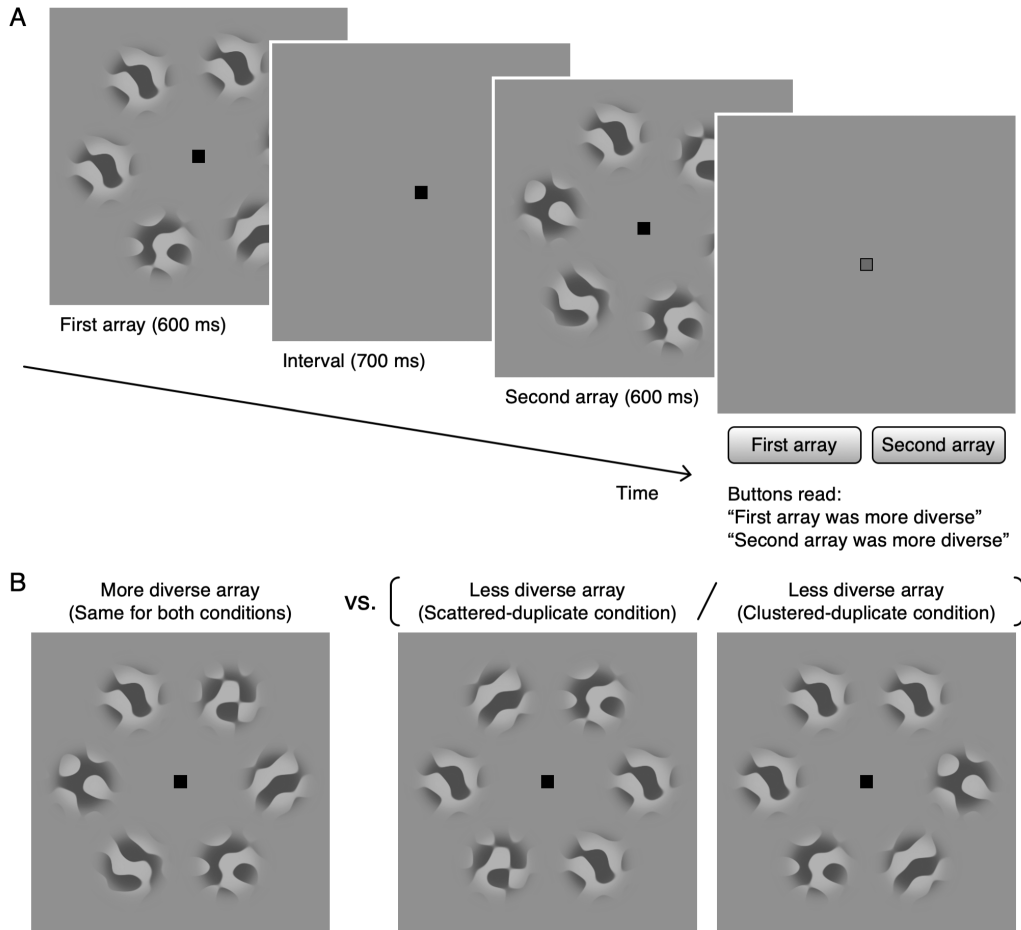 A
First array (600 ms)
Interval (700 ms)
Second array (600 ms)
First array
Second array
Time
Buttons read:
“First array was more diverse”
“Second array was more diverse”
B
More diverse array
(Same for both conditions)
vs.
Less diverse array
(Scattered-duplicate condition)
/
Less diverse array
(Clustered-duplicate condition)